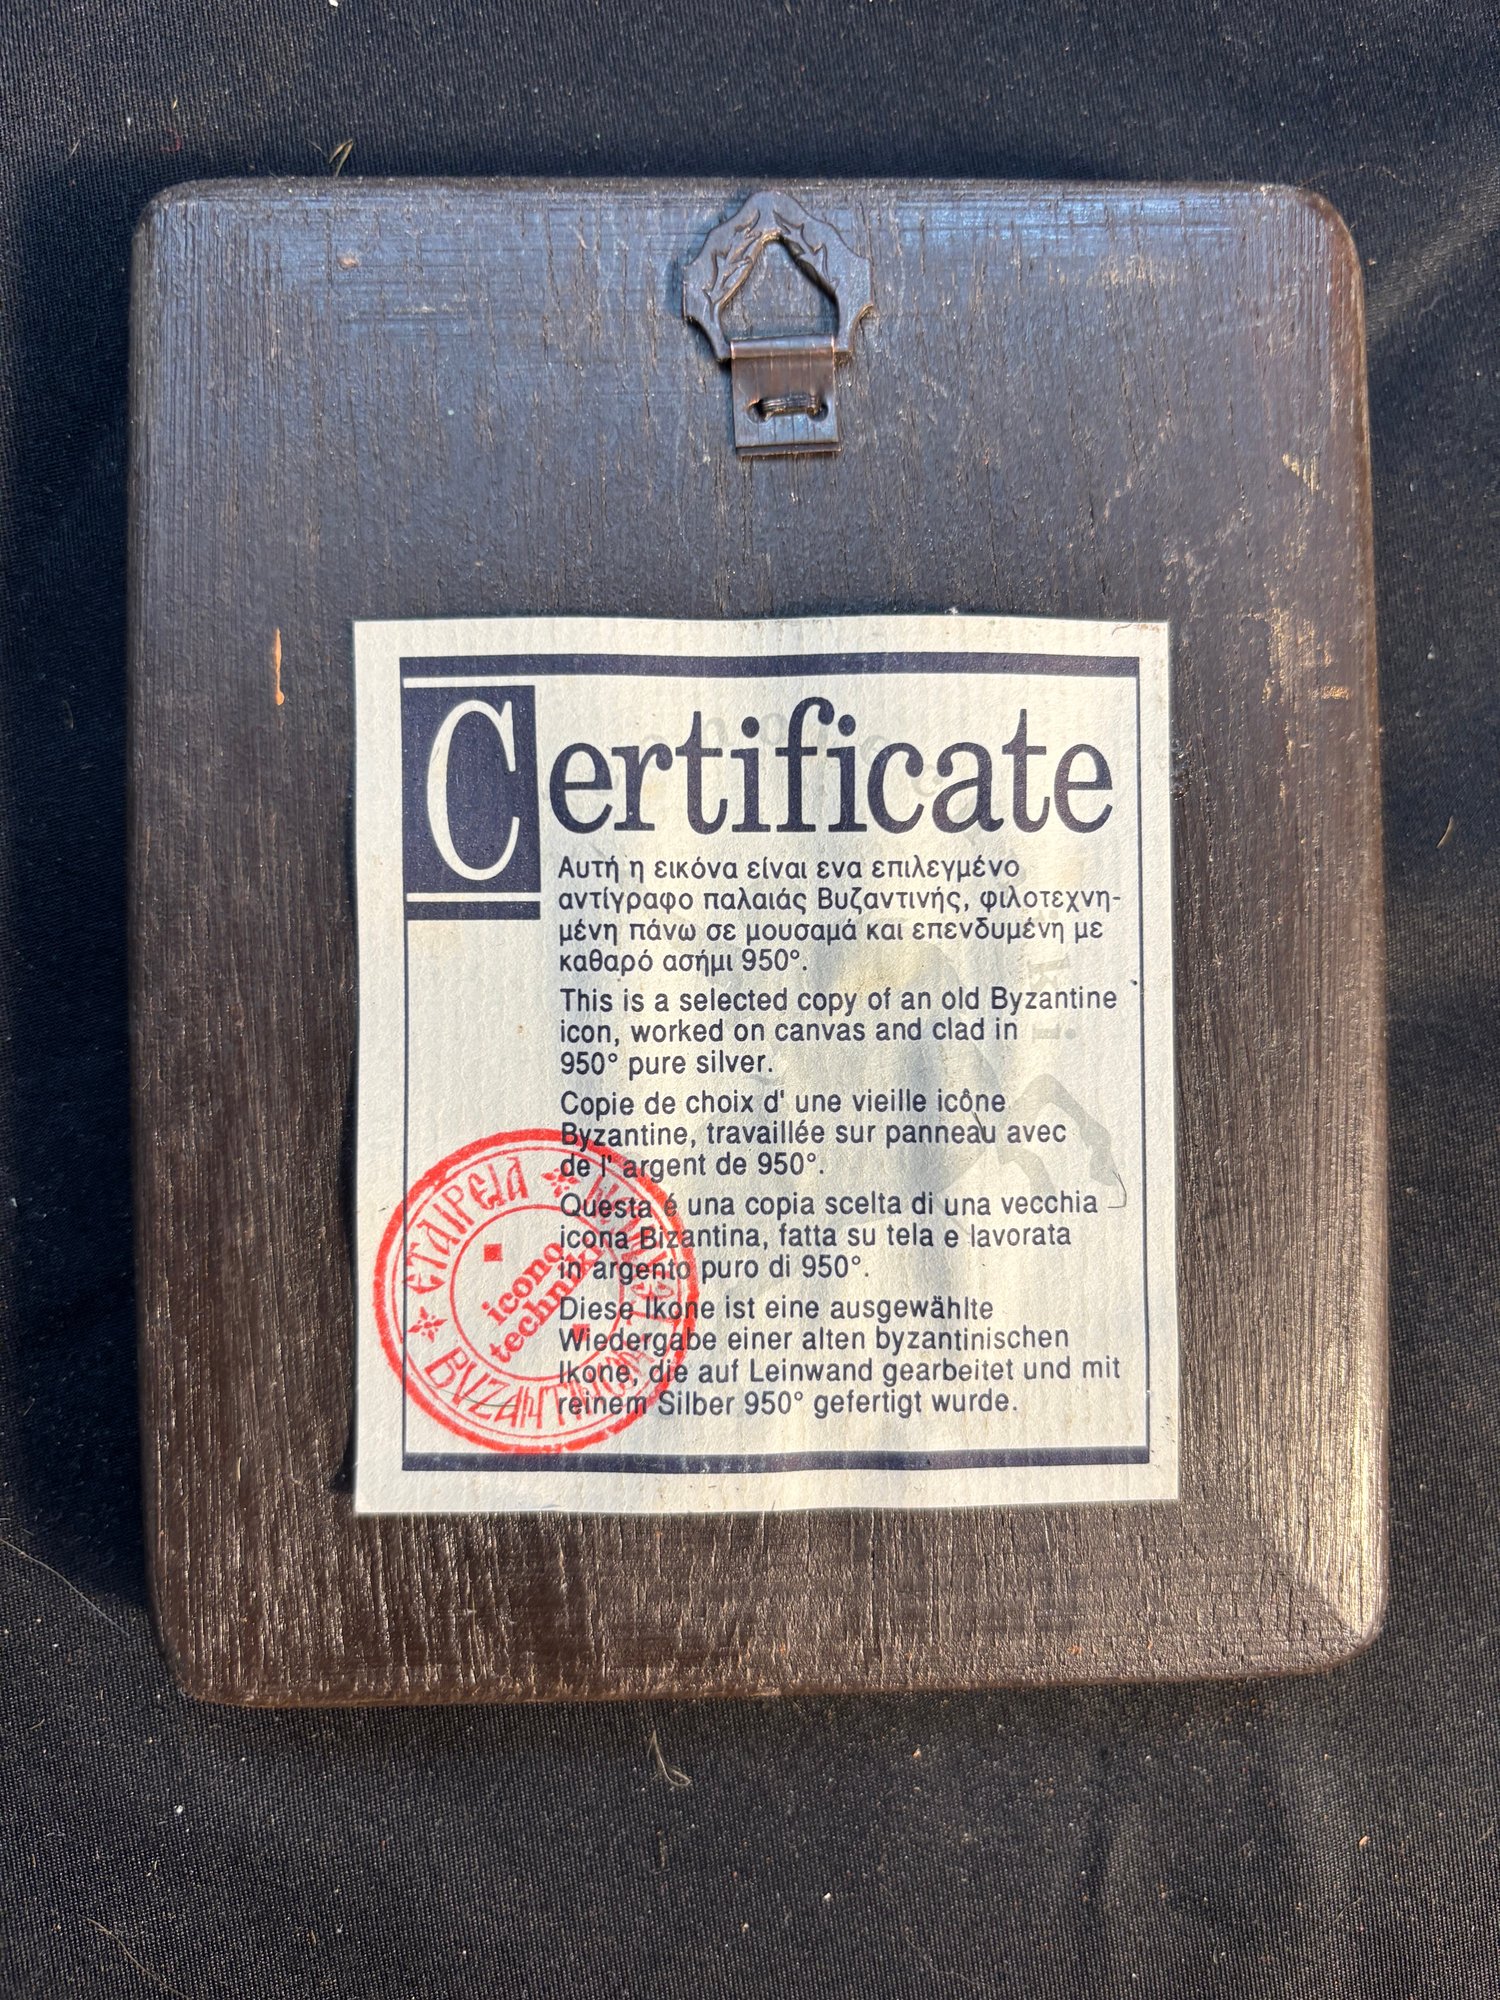 Certificate
Αυτή η εικόνα είναι ενα επιλεγμένο
αντίγραφο παλαιάς Βυζαντινής, φιλοτεχνη-
μένη πάνω σε μουσαμά και επενδυμένη με
καθαρό ασήμι 950°.
This is a selected copy of an old Byzantine
icon, worked on canvas and clad in
950° pure silver.
Copie de choix d' une vieille icône
Byzantine, travaillée sur panneau avec
de l' argent de 950°.
Questa é una copia scelta di una vecchia
icona Bizantina, fatta su tela e lavorata
in argento puro di 950°.
Diese Ikone ist eine ausgewählte
Wiedergabe einer alten byzantinischen
Ikone, die auf Leinwand gearbeitet und mit
reinem Silber 950° gefertigt wurde.
ΕΤΑΙΡΕΙΑ
icono
techniki